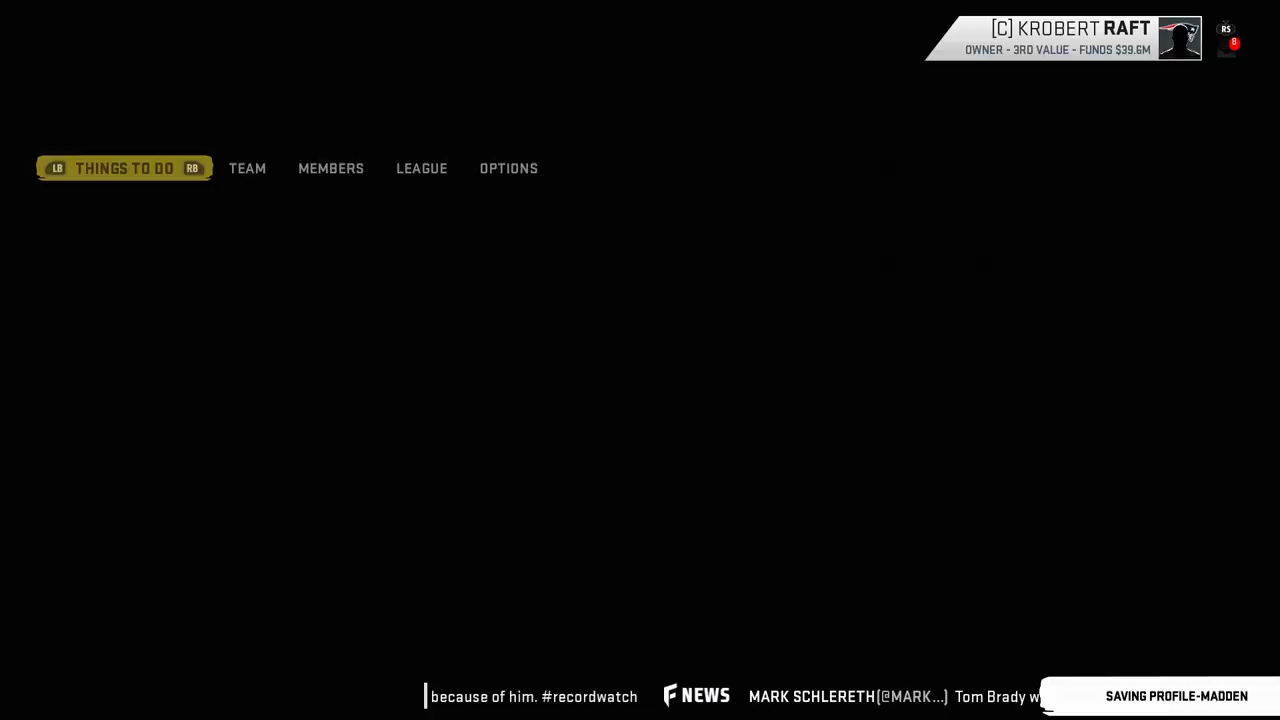 [C] KROBERT RAFT
OWNER - 3RD VALUE - FUNDS $39.6M
RS
8
LB THINGS TO DO RB TEAM MEMBERS LEAGUE OPTIONS
because of him. #recordwatch NEWS MARK SCHLERETH(@MARK...) Tom Brady w
SAVING PROFILE-MADDEN